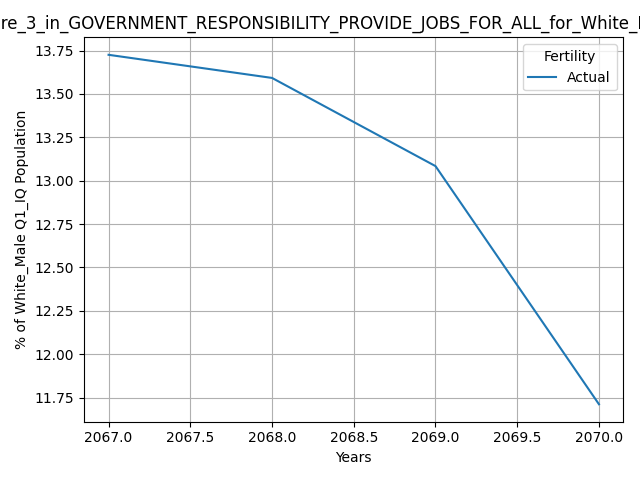 re_3_in_GOVERNMENT_RESPONSIBILITY_PROVIDE_JOBS_FOR_ALL_for_White_
Fertility
Actual
% of White_Male Q1_IQ Population
13.75
13.50
13.25
13.00
12.75
12.50
12.25
12.00
11.75
2067.0 2067.5 2068.0 2068.5 2069.0 2069.5 2070.0
Years